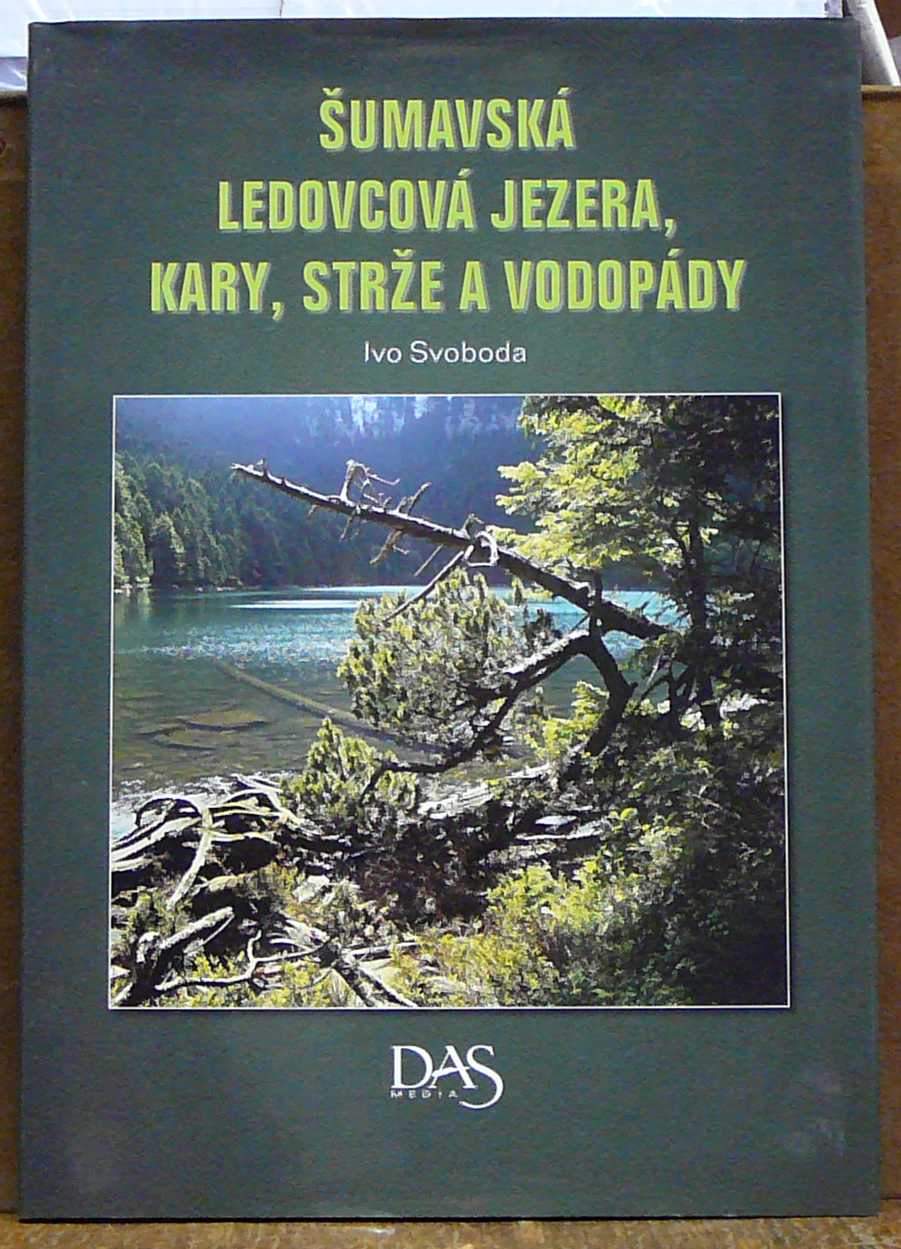 ŠUMAVSKÁ
LEDOVCOVÁ JEZERA,
KARY, STRŽE A VODOPÁDY
Ivo Svoboda
DAS
MEDIA